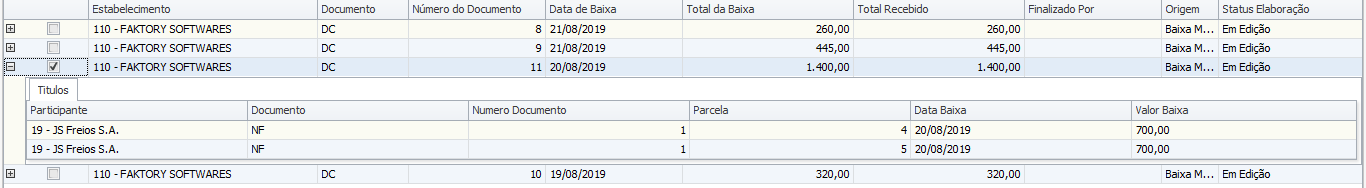 Estabelecimento Documento Número do Documento Data de Baixa Total da Baixa Total Recebido Finalizado Por Origem Status Elaboração
110 - FAKTORY SOFTWARES DC 8 21/08/2019 260,00 260,00 Baixa M... Em Edição
110 - FAKTORY SOFTWARES DC 9 21/08/2019 445,00 445,00 Baixa M... Em Edição
110 - FAKTORY SOFTWARES DC 11 20/08/2019 1.400,00 1.400,00 Baixa M... Em Edição
Titulos
Participante Documento Numero Documento Parcela Data Baixa Valor Baixa
19 - JS Freios S.A. NF 1 4 20/08/2019 700,00
19 - JS Freios S.A. NF 1 5 20/08/2019 700,00
110 - FAKTORY SOFTWARES DC 10 19/08/2019 320,00 320,00 Baixa M... Em Edição